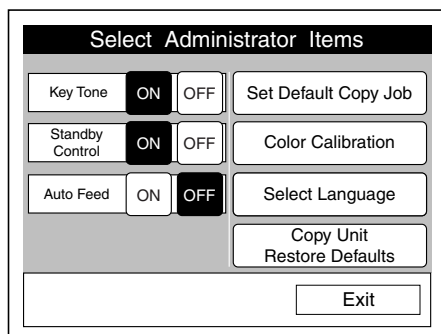 Select Administrator Items
Key Tone ON OFF
Set Default Copy Job
Standby
Control ON OFF
Color Calibration
Auto Feed ON OFF
Select Language
Copy Unit
Restore Defaults
Exit